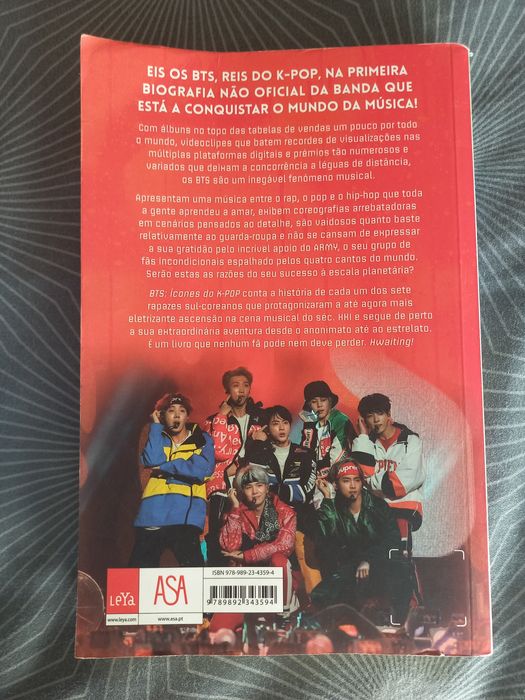 EIS OS BTS, REIS DO K-POP, NA PRIMEIRA
BIOGRAFIA NÃO OFICIAL DA BANDA QUE
ESTÁ A CONQUISTAR O MUNDO DA MÚSICA!
Com álbuns no topo das tabelas de vendas um pouco por todo
o mundo, videoclipes que batem recordes de visualizações nas
múltiplas plataformas digitais e prémios tão numerosos e
variados que deixam a concorrência a léguas de distância,
os BTS são um inegável fenómeno musical.
Apresentam uma música entre o rap, o pop e o hip-hop que toda
a gente aprendeu a amar, exibem coreografias arrebatadoras
em cenários pensados ao detalhe, são vaidosos quanto baste
relativamente ao guarda-roupa e não se cansam de expressar
a sua gratidão pelo incrível apoio do ARMY, o seu grupo de
fãs incondicionais espalhado pelos quatro cantos do mundo.
Serão estas as razões do seu sucesso à escala planetária?
BTS: Ícones do K-POP conta a história de cada um dos sete
rapazes sul-coreanos que protagonizaram a até agora mais
eletrizante ascensão na cena musical do séc. XXI e segue de perto
a sua extraordinária aventura desde o anonimato até ao estrelato.
É um livro que nenhum fã pode nem deve perder. Hwaiting!
Supreme
LeYa
www.leya.com
ASA
www.asa.pt
ISBN 978-989-23-4359-4
9789892343594